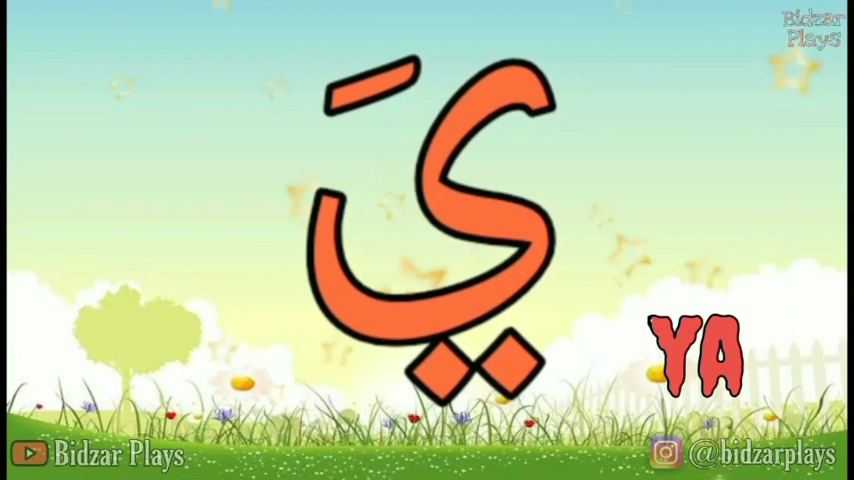 Bidzar
Plays
يَ
YA
Bidzar Plays
@bidzarplays